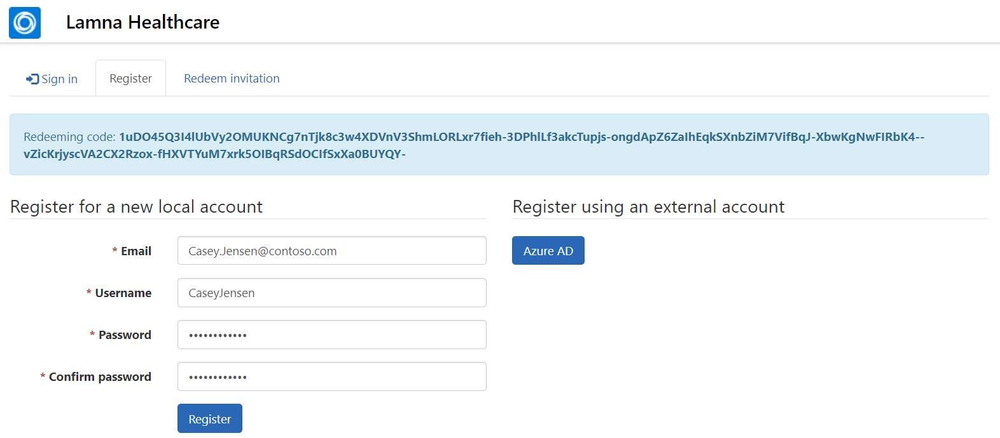 Lamna Healthcare
Sign in
Register
Redeem invitation
Redeeming code: 1uDO45Q3I4lUbVy2OMUKNCg7nTjk8c3w4XDVnV3ShmLORLxr7fieh-3DPhlLf3akcTupjs-ongdApZ6ZaIhEqkSXnbZiM7VifBqJ-XbwKgNwFIRbK4--
vZicKrjyscVA2CX2Rzox-fHXVTYuM7xrk5OIBqRSdOCIfSxXa0BUYQY-
Register for a new local account
* Email
Casey.Jensen@contoso.com
* Username
CaseyJensen
* Password
••••••••••••
* Confirm password
••••••••••••
Register
Register using an external account
Azure AD